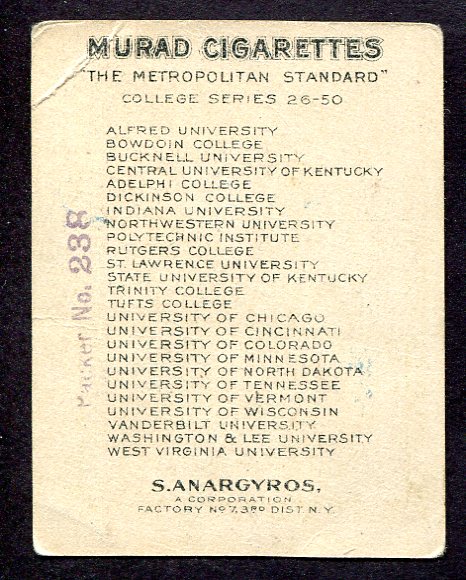 MURAD CIGARETTES
"THE METROPOLITAN STANDARD"
COLLEGE SERIES 26-50
ALFRED UNIVERSITY
BOWDOIN COLLEGE
BUCKNELL UNIVERSITY
CENTRAL UNIVERSITY OF KENTUCKY
ADELPHI COLLEGE
DICKINSON COLLEGE
INDIANA UNIVERSITY
NORTHWESTERN UNIVERSITY
POLYTECHNIC INSTITUTE
RUTGERS COLLEGE
ST. LAWRENCE UNIVERSITY
STATE UNIVERSITY OF KENTUCKY
TRINITY COLLEGE
TUFTS COLLEGE
UNIVERSITY OF CHICAGO
UNIVERSITY OF CINCINNATI
UNIVERSITY OF COLORADO
UNIVERSITY OF MINNESOTA
UNIVERSITY OF NORTH DAKOTA
UNIVERSITY OF TENNESSEE
UNIVERSITY OF VERMONT
UNIVERSITY OF WISCONSIN
VANDERBILT UNIVERSITY
WASHINGTON & LEE UNIVERSITY
WEST VIRGINIA UNIVERSITY
S. ANARGYROS,
A CORPORATION
FACTORY No 7, 3RD DIST. N.Y.
Packer No. 238